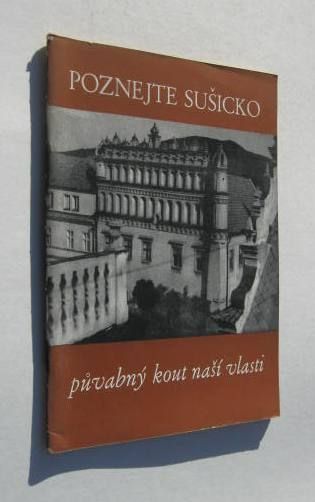 POZNEJTE SUŠICKO
půvabný kout naší vlasti